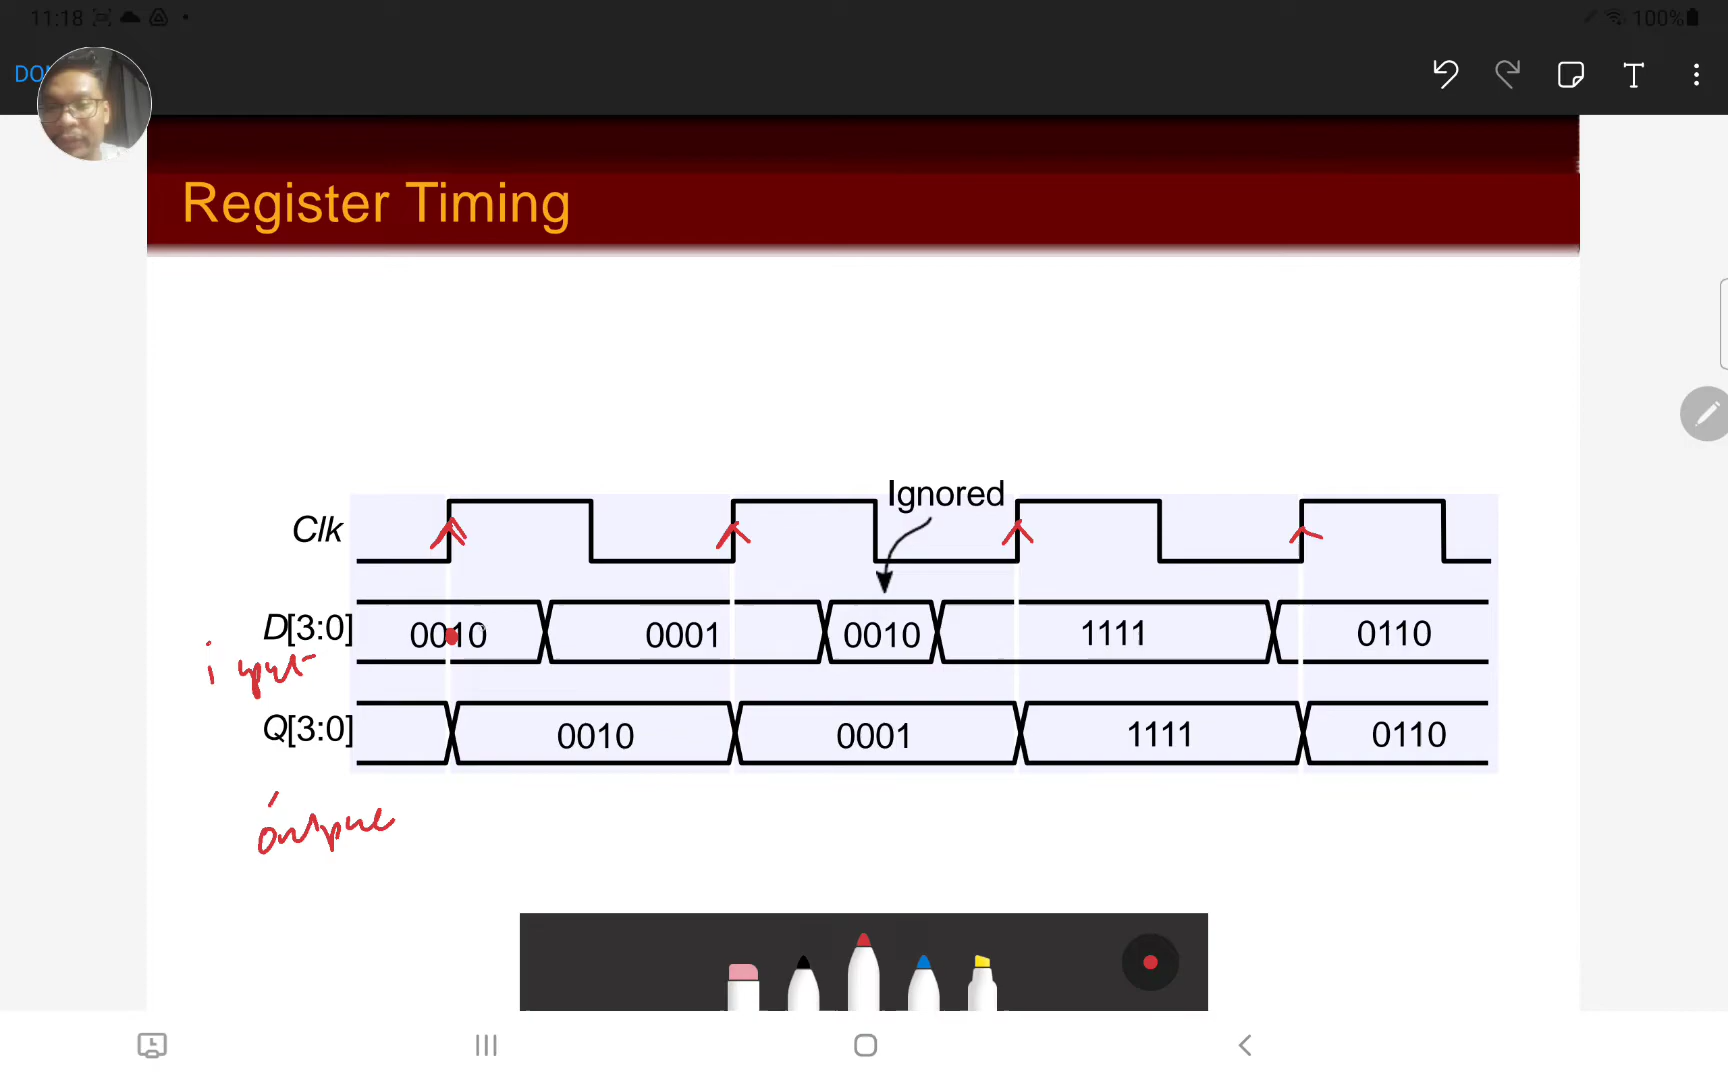 11:18
100%
DO
Register Timing
Ignored
Clk
D[3:0] 0010 0001 0010 1111 0110
input
Q[3:0] 0010 0001 1111 0110
output